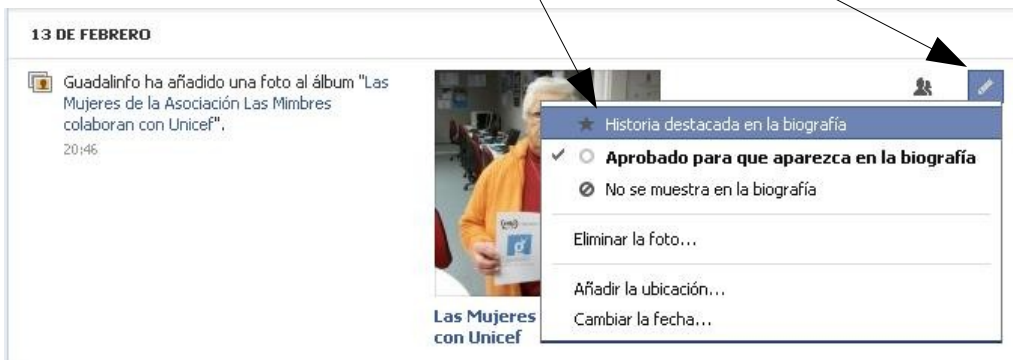 13 DE FEBRERO
Guadalinfo ha añadido una foto al álbum "Las
Mujeres de la Asociación Las Mimbres
colaboran con Unicef".
20:46
Historia destacada en la biografía
Aprobado para que aparezca en la biografía
No se muestra en la biografía
Eliminar la foto...
Añadir la ubicación...
Cambiar la fecha...
Las Mujeres
con Unicef